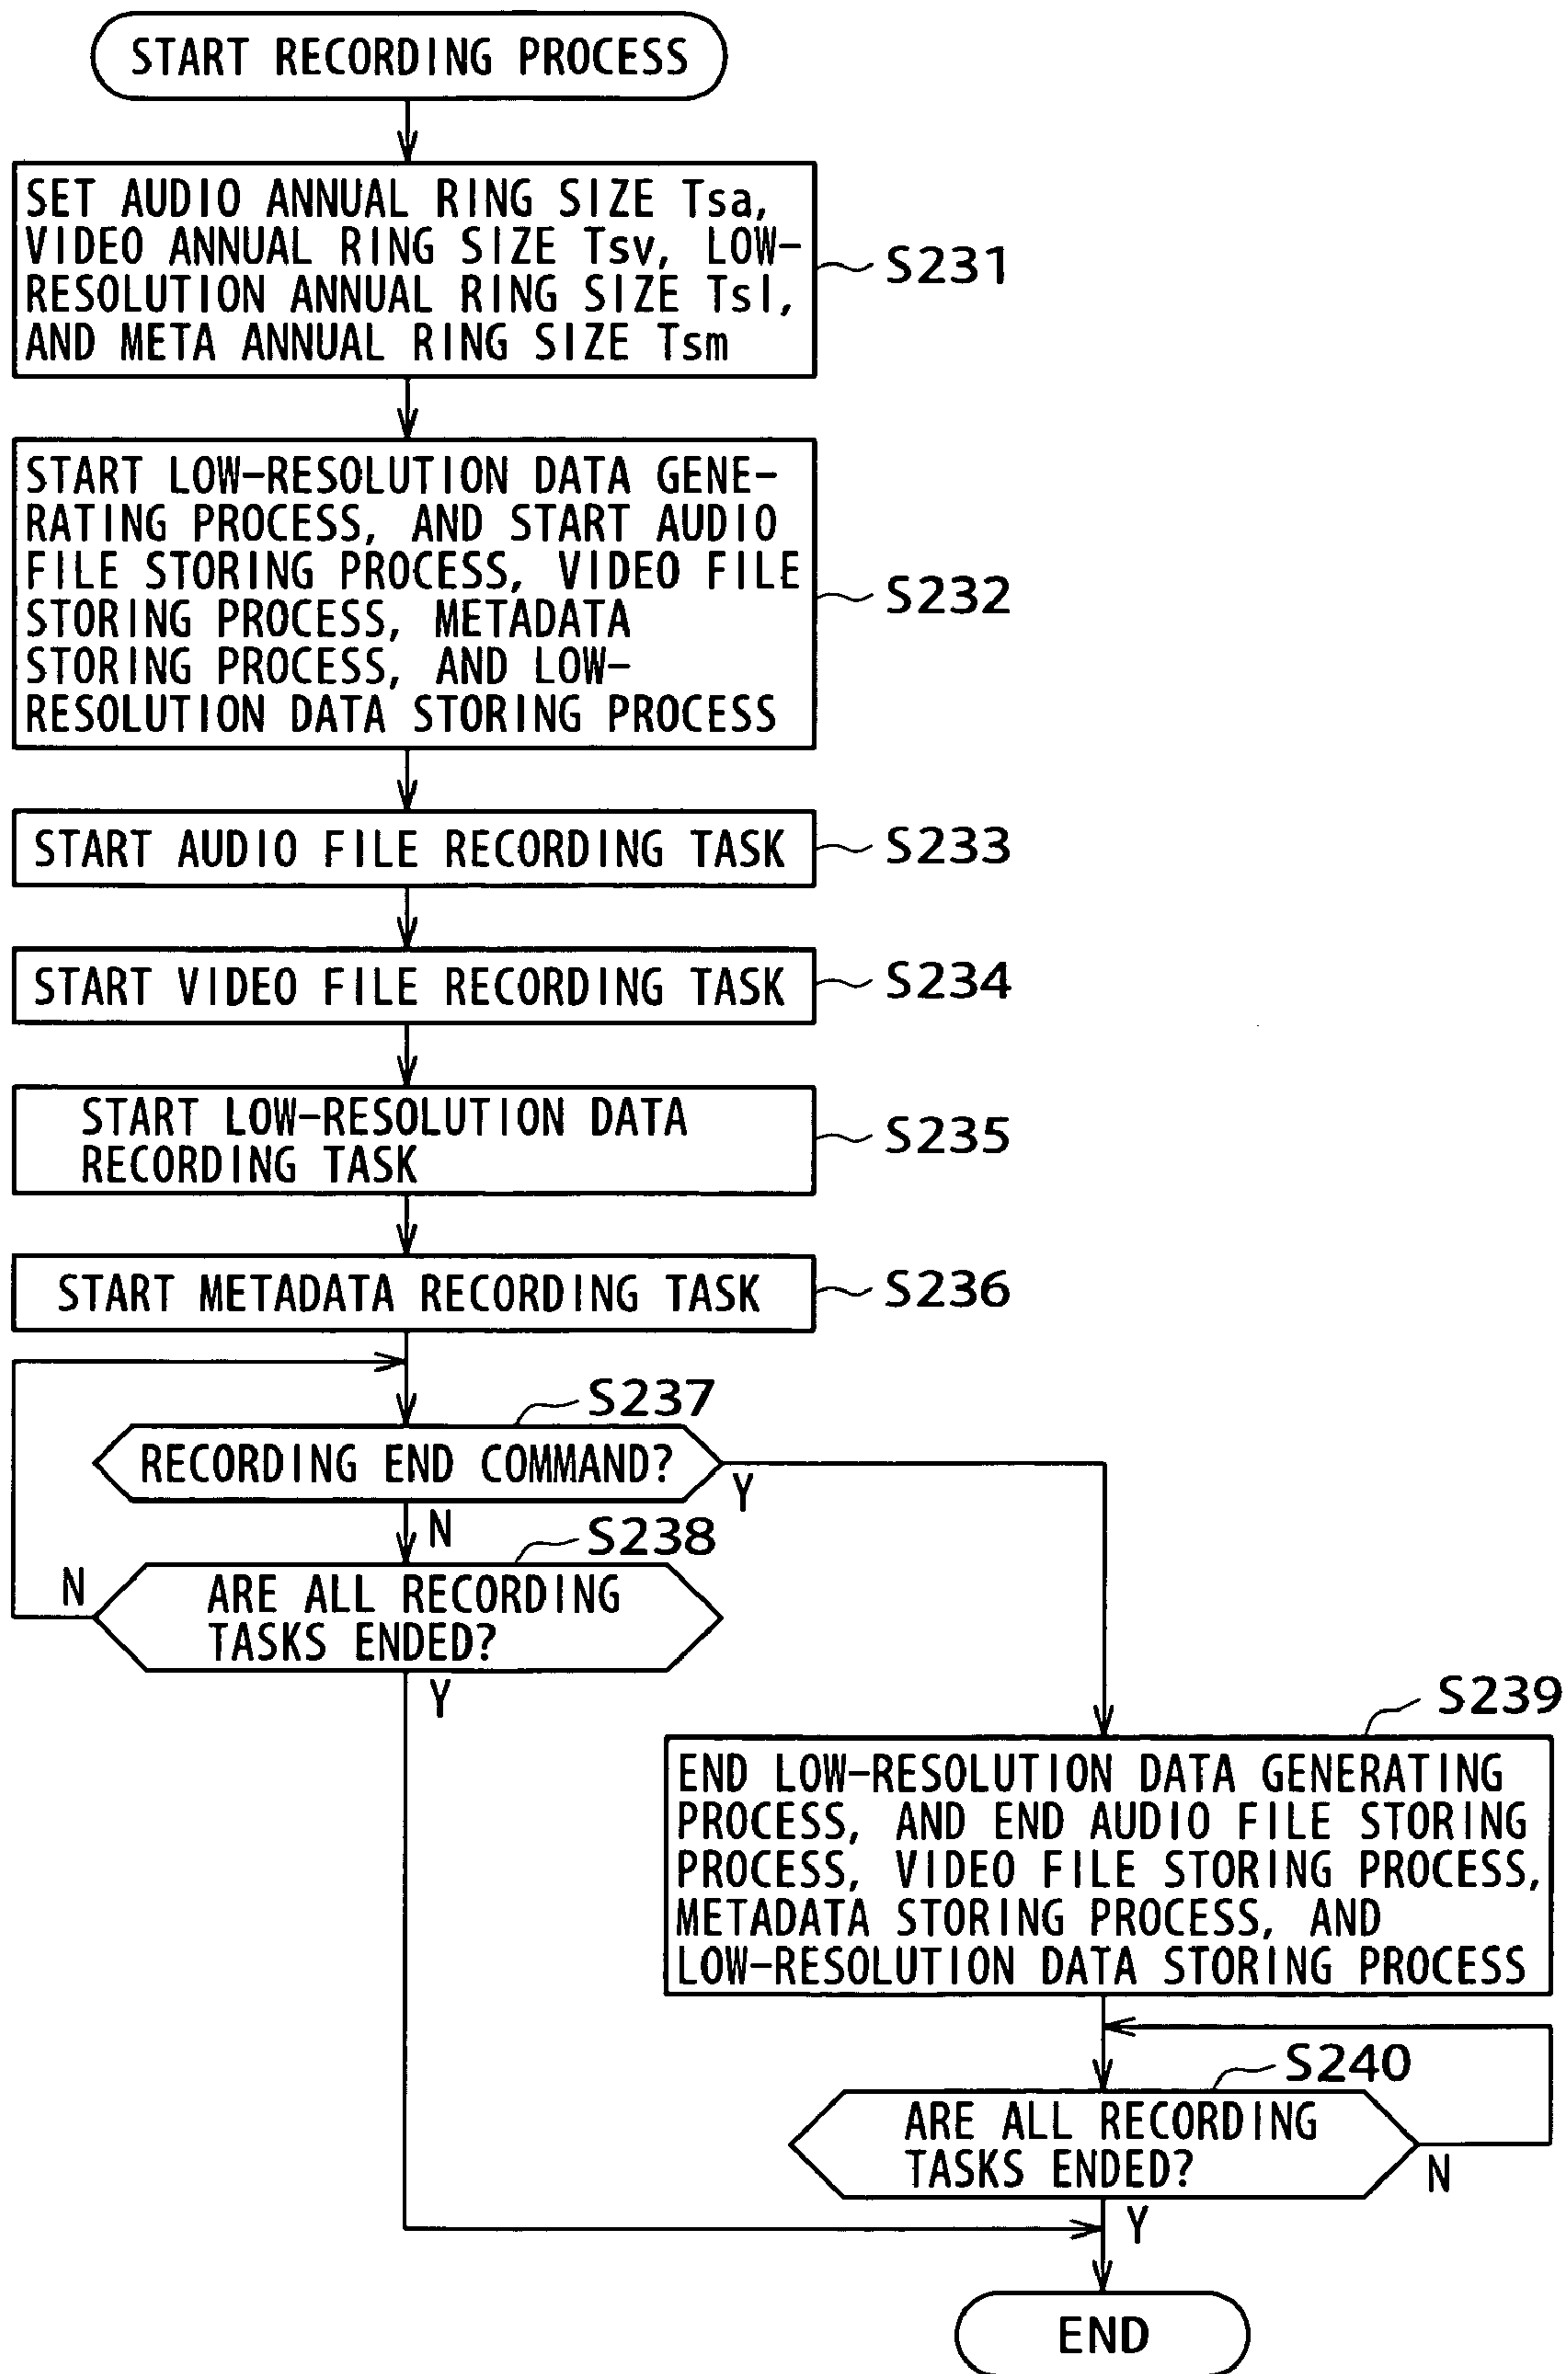 START RECORDING PROCESS
SET AUDIO ANNUAL RING SIZE Tsa,
VIDEO ANNUAL RING SIZE Tsv, LOW-
RESOLUTION ANNUAL RING SIZE Tsl,
AND META ANNUAL RING SIZE Tsm
S231
START LOW-RESOLUTION DATA GENE-
RATING PROCESS, AND START AUDIO
FILE STORING PROCESS, VIDEO FILE
STORING PROCESS, METADATA
STORING PROCESS, AND LOW-
RESOLUTION DATA STORING PROCESS
S232
START AUDIO FILE RECORDING TASK
S233
START VIDEO FILE RECORDING TASK
S234
START LOW-RESOLUTION DATA
RECORDING TASK
S235
START METADATA RECORDING TASK
S236
S237
RECORDING END COMMAND?
Y
N
S238
ARE ALL RECORDING
TASKS ENDED?
N
Y
S239
END LOW-RESOLUTION DATA GENERATING
PROCESS, AND END AUDIO FILE STORING
PROCESS, VIDEO FILE STORING PROCESS,
METADATA STORING PROCESS, AND
LOW-RESOLUTION DATA STORING PROCESS
S240
ARE ALL RECORDING
TASKS ENDED?
N
Y
END